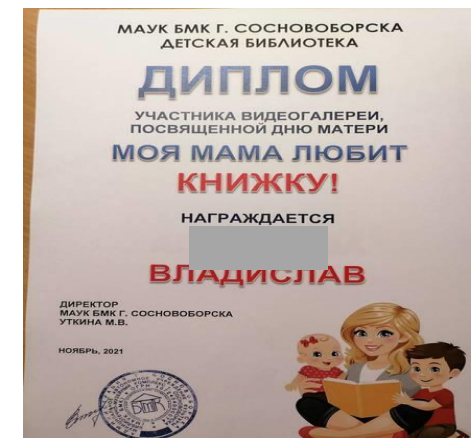 МАУК БМК Г. СОСНОВОБОРСКА
ДЕТСКАЯ БИБЛИОТЕКА
ДИПЛОМ
УЧАСТНИКА ВИДЕОГАЛЕРЕИ,
ПОСВЯЩЕННОЙ ДНЮ МАТЕРИ
МОЯ МАМА ЛЮБИТ
КНИЖКУ!
НАГРАЖДАЕТСЯ
ВЛАДИСЛАВ
ДИРЕКТОР
МАУК БМК Г. СОСНОВОБОРСКА
УТКИНА М.В.
НОЯБРЬ, 2021